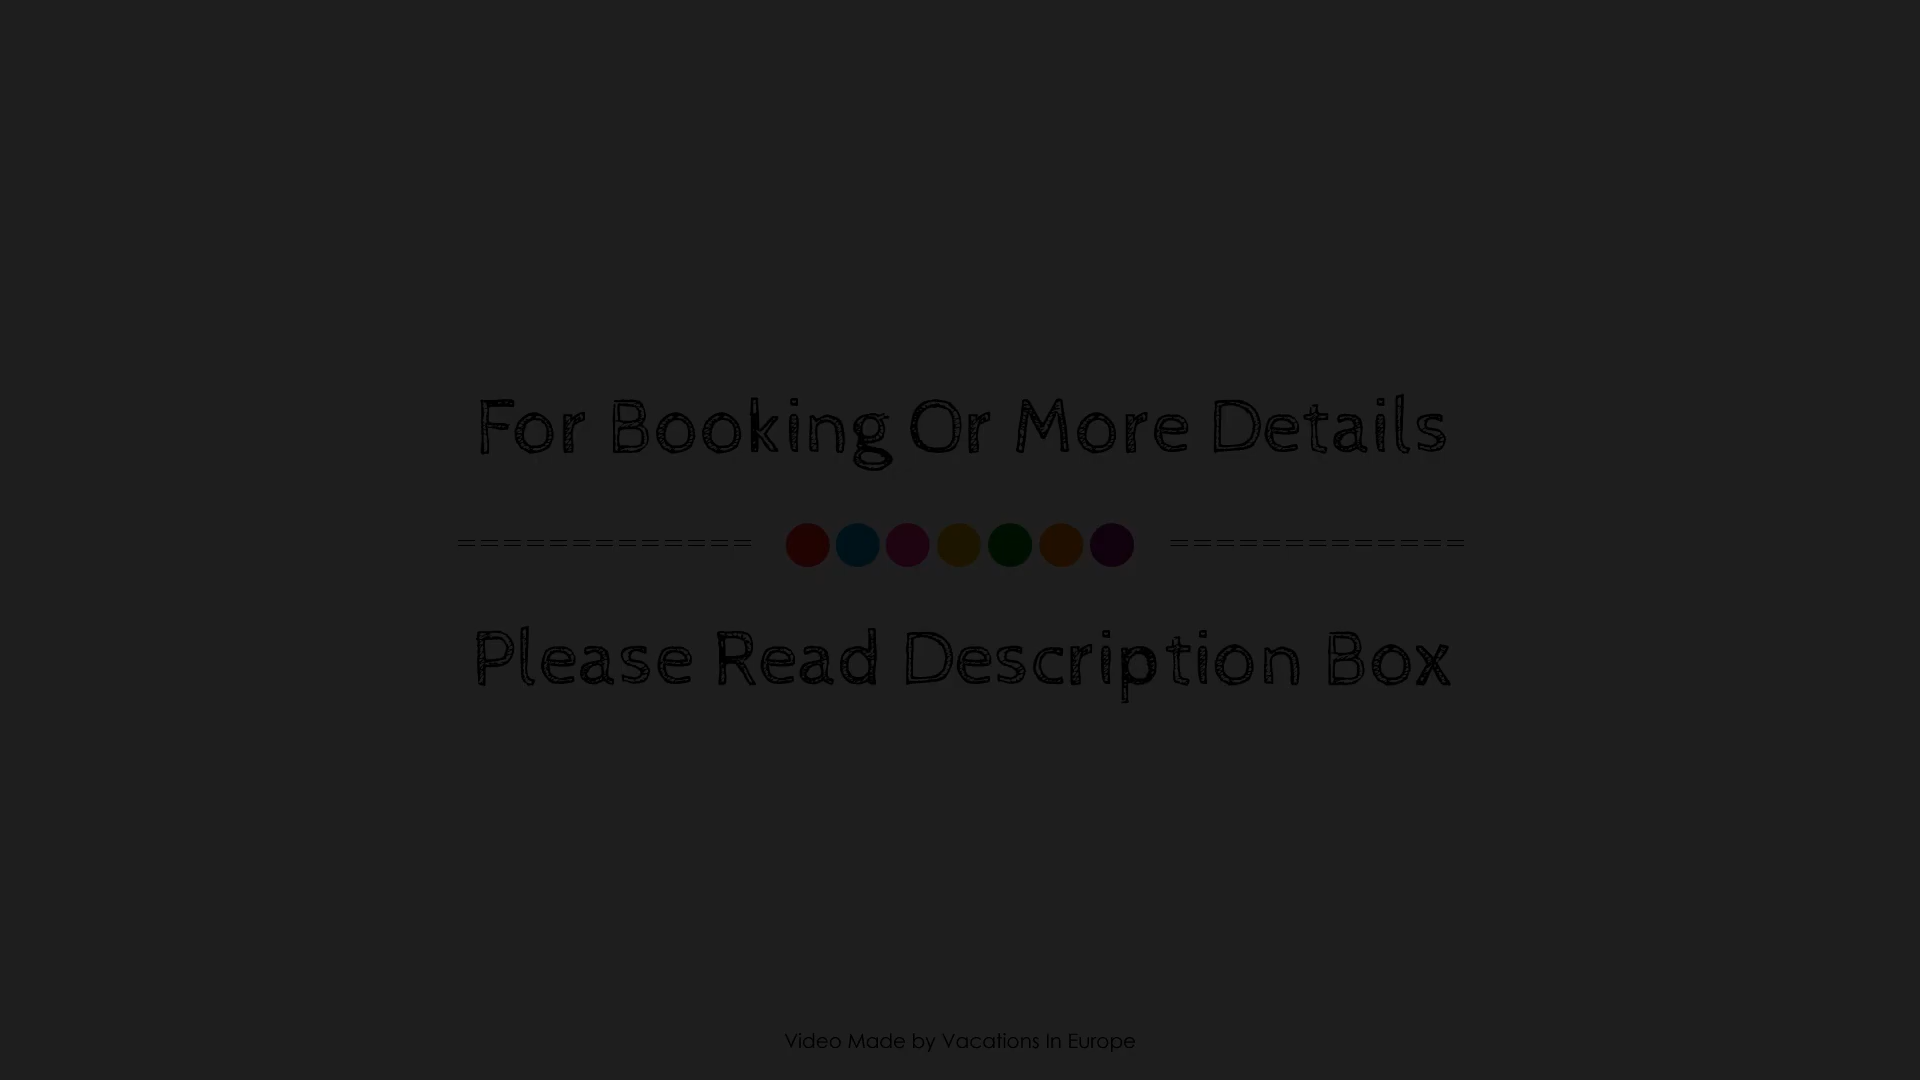 For Booking Or More Details
============= =============
Please Read Description Box
Video Made by Vacations In Europe